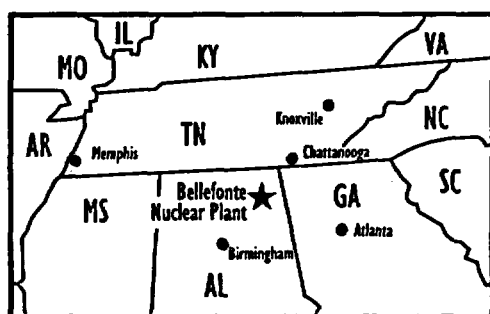 IL
VA
KY
MO
Knoxville
NC
TN
AR
Memphis
Chattanooga
SC
Bellefonte
Nuclear Plant
MS
GA
Atlanta
Birmingham
AL